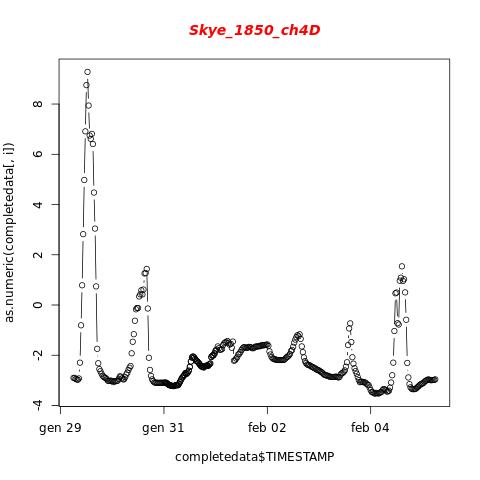 Skye_1850_ch4D
as.numeric(completedata[, i])
8
6
4
2
0
-2
-4
gen 29
gen 31
feb 02
feb 04
completedata$TIMESTAMP